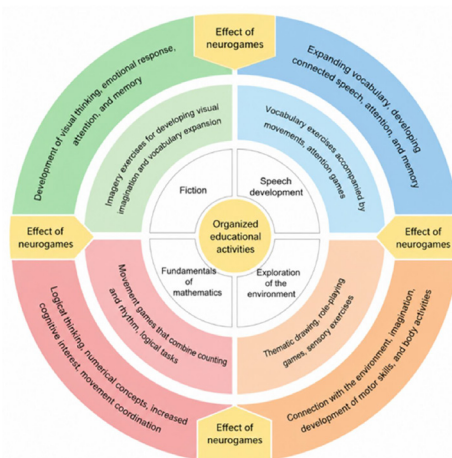 Effect of
neurogames
Development of visual thinking, emotional response,
attention, and memory
Expanding vocabulary, developing
connected speech, attention, and memory
Imagery exercises for developing visual
imagination and vocabulary expansion
Vocabulary exercises accompanied by
movements, attention games
Fiction
Speech
development
Effect of
neurogames
Organized
educational
activities
Effect of
neurogames
Fundamentals
of
mathematics
Exploration
of the
environment
Movement games that combine counting
and rhythm, logical tasks
Thematic drawing, role-playing
games, sensory exercises
Logical thinking, numerical concepts, increased
cognitive interest, movement coordination
Connection with the environment, imagination,
development of motor skills, and body activities
Effect of
neurogames